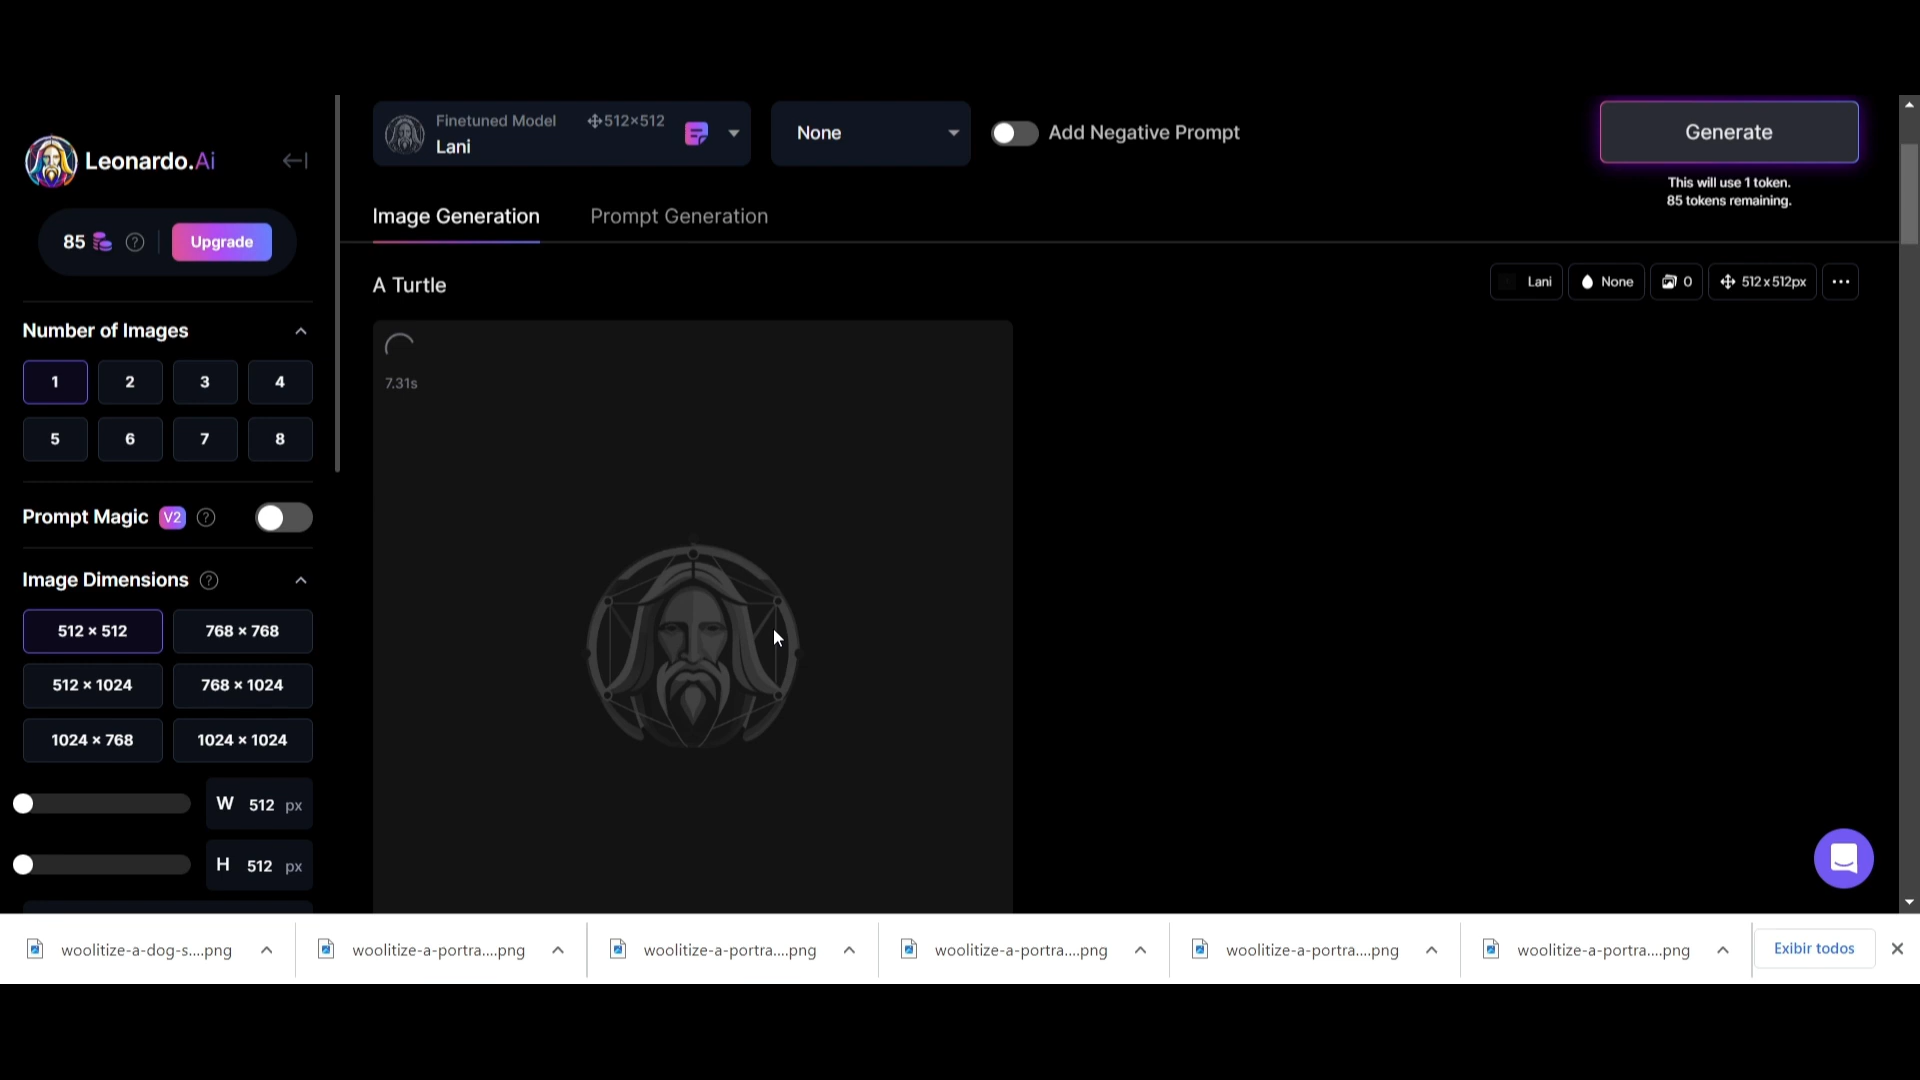 Leonardo.Ai
85
Upgrade
Number of Images
1 2 3 4
5 6 7 8
Prompt Magic V2
Image Dimensions
512 × 512 768 × 768
512 × 1024 768 × 1024
1024 × 768 1024 × 1024
W 512 px
H 512 px
Finetuned Model 512×512
Lani
None
Add Negative Prompt
Generate
This will use 1 token.
85 tokens remaining.
Image Generation Prompt Generation
A Turtle
Lani None 0 512 x 512px
7.31s
woolitize-a-dog-s....png woolitize-a-portra....png woolitize-a-portra....png woolitize-a-portra....png woolitize-a-portra....png woolitize-a-portra....png Exibir todos